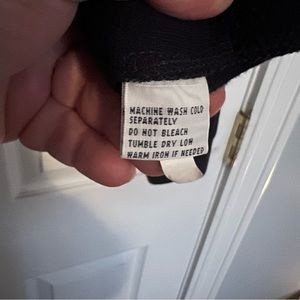 MACHINE WASH COLD
SEPARATELY
DO NOT BLEACH
TUMBLE DRY LOW
WARM IRON IF NEEDED